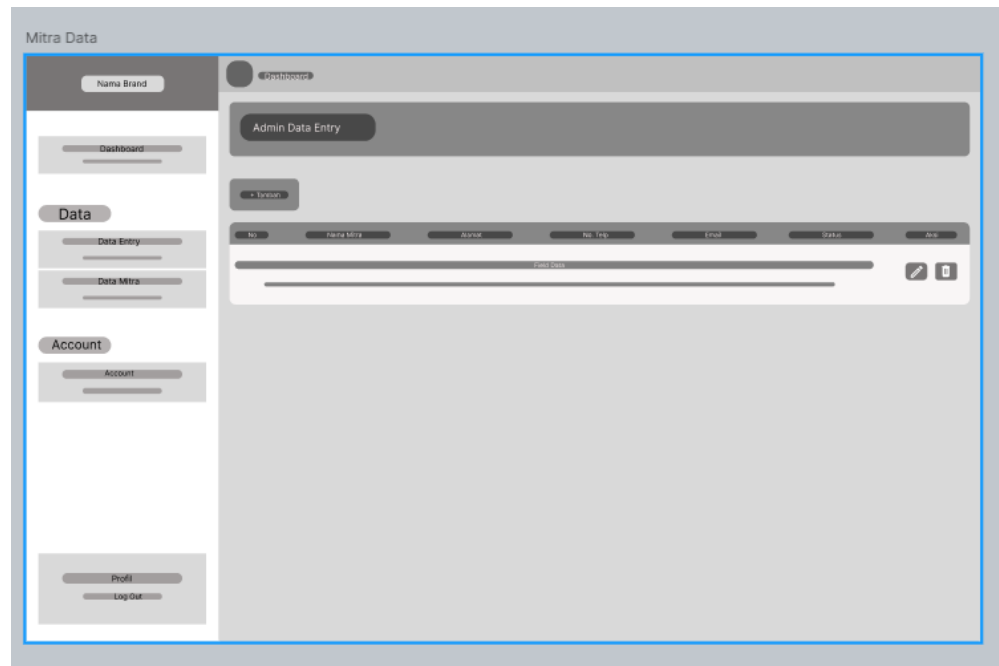 Mitra Data
Nama Brand
Dashboard
Dashboard
Admin Data Entry
Data
+ Tambah
Data Entry
No
Nama Mitra
Alamat
No. Telp
Email
Status
Aksi
Data Mitra
Field Data
Account
Account
Profil
Log Out